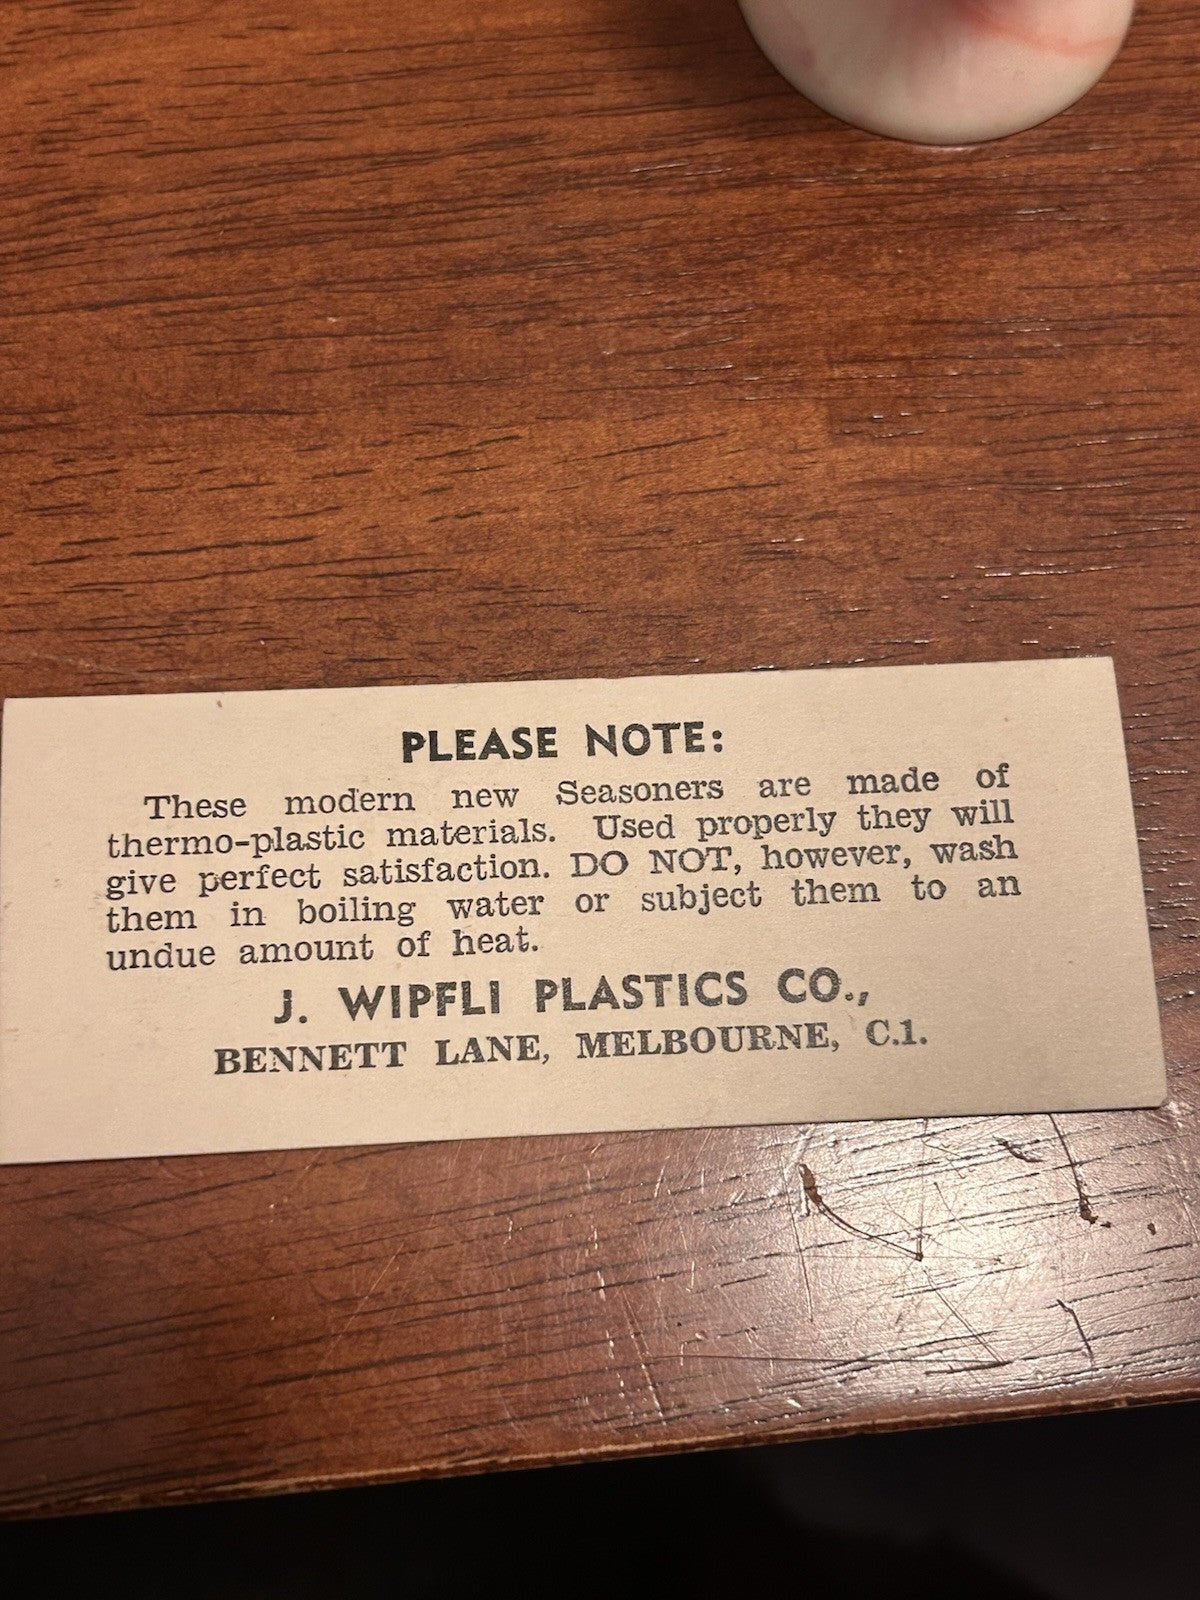 PLEASE NOTE:
These modern new Seasoners are made of
thermo-plastic materials. Used properly they will
give perfect satisfaction. DO NOT, however, wash
them in boiling water or subject them to an
undue amount of heat.
J. WIPFLI PLASTICS CO.,
BENNETT LANE, MELBOURNE, C.1.